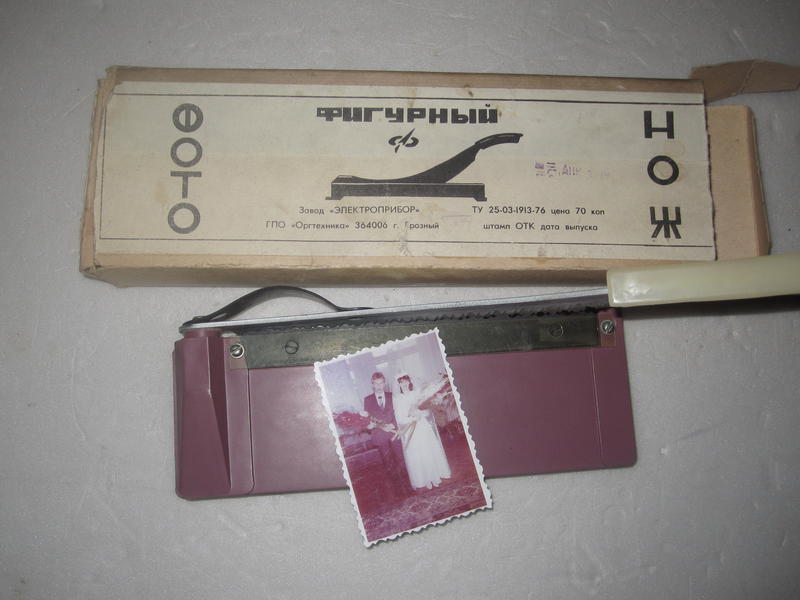 ФОТО
ФИГУРНЫЙ
НОЖ
Завод «ЭЛЕКТРОПРИБОР»
ГПО «Оргтехника» 364006 г. Грозный
ТУ 25-03-1913-76 цена 70 коп
штамп ОТК дата выпуска